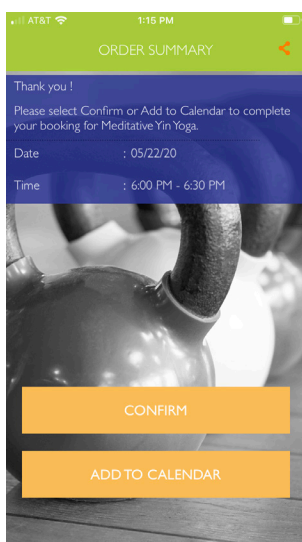 AT&T 1:15 PM
ORDER SUMMARY
Thank you !
Please select Confirm or Add to Calendar to complete
your booking for Meditative Yin Yoga.
Date : 05/22/20
Time : 6:00 PM - 6:30 PM
CONFIRM
ADD TO CALENDAR